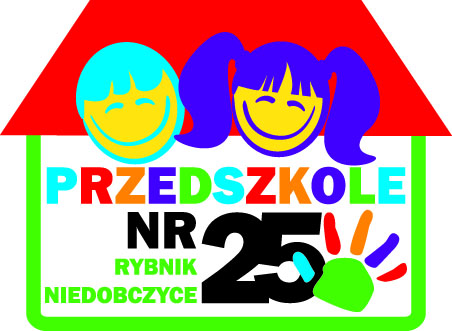 PRZEDSZKOLE
NR 25
RYBNIK
NIEDOBCZYCE